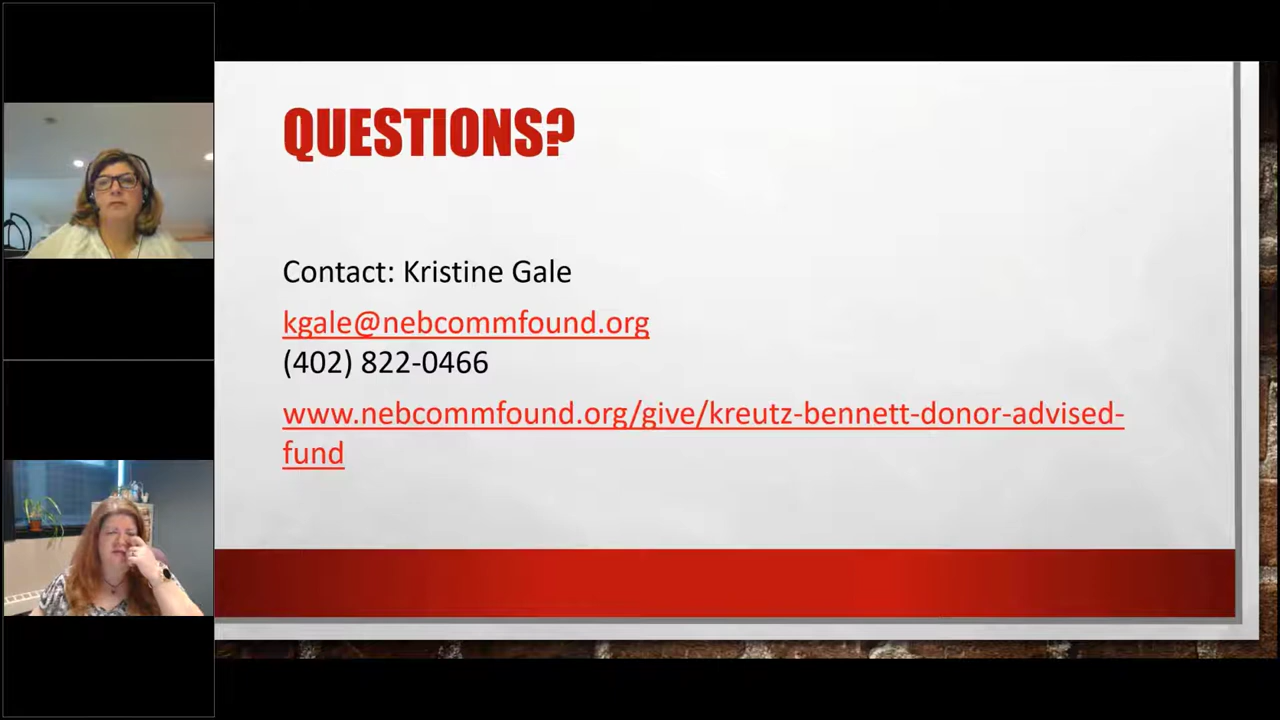 QUESTIONS?
Contact: Kristine Gale
kgale@nebcommfound.org
(402) 822-0466
www.nebcommfound.org/give/kreutz-bennett-donor-advised-
fund